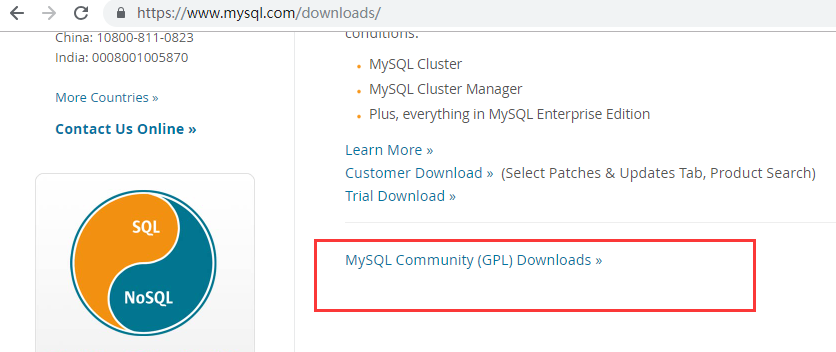 https://www.mysql.com/downloads/
China: 10800-811-0823
India: 0008001005870
More Countries »
Contact Us Online »
SQL
NoSQL
conditions:
MySQL Cluster
MySQL Cluster Manager
Plus, everything in MySQL Enterprise Edition
Learn More »
Customer Download » (Select Patches & Updates Tab, Product Search)
Trial Download »
MySQL Community (GPL) Downloads »